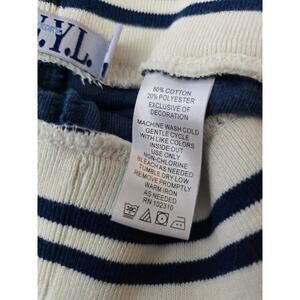 .Y.L.
60% COTTON
20% POLYESTER
EXCLUSIVE OF
DECORATION
MACHINE WASH COLD
GENTLE CYCLE
WITH LIKE COLORS
INSIDE OUT
USE ONLY
NON-CHLORINE
BLEACH AS NEEDED
TUMBLE DRY LOW
REMOVE PROMPTLY
WARM IRON
AS NEEDED
RN 102310